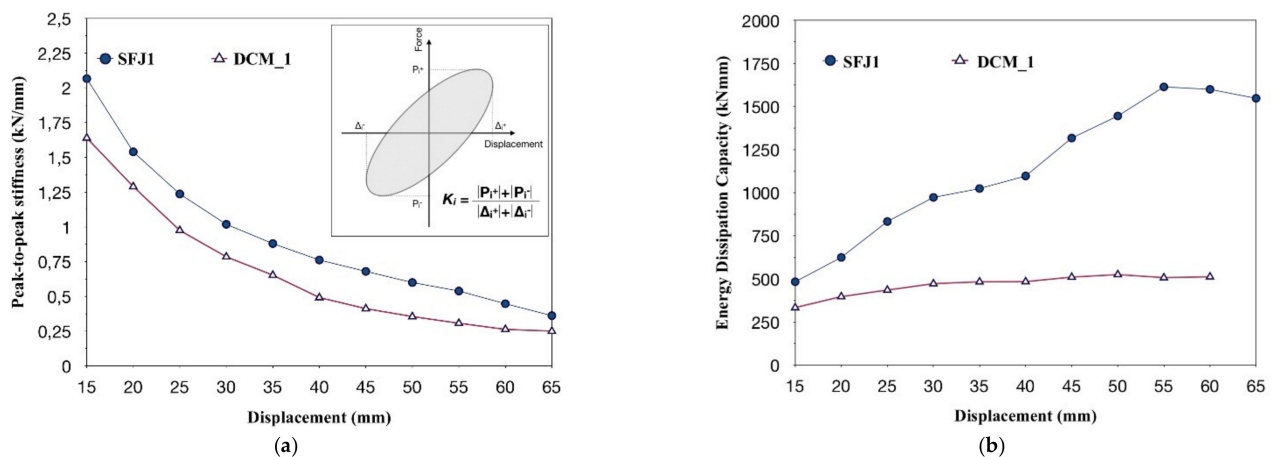 2,5
2,25
2
1,75
1,5
1,25
1
0,75
0,5
0,25
0
Peak-to-peak stiffness (kN/mm)
SFJ1
DCM_1
Force
Pi+
Δi-
Δi+
Displacement
Pi-
Ki = |Pi+|+|Pi-|
|Δi+|+|Δi-|
15 20 25 30 35 40 45 50 55 60 65
Displacement (mm)
(a)
2000
1750
1500
1250
1000
750
500
250
0
Energy Dissipation Capacity (kNmm)
SFJ1
DCM_1
15 20 25 30 35 40 45 50 55 60 65
Displacement (mm)
(b)